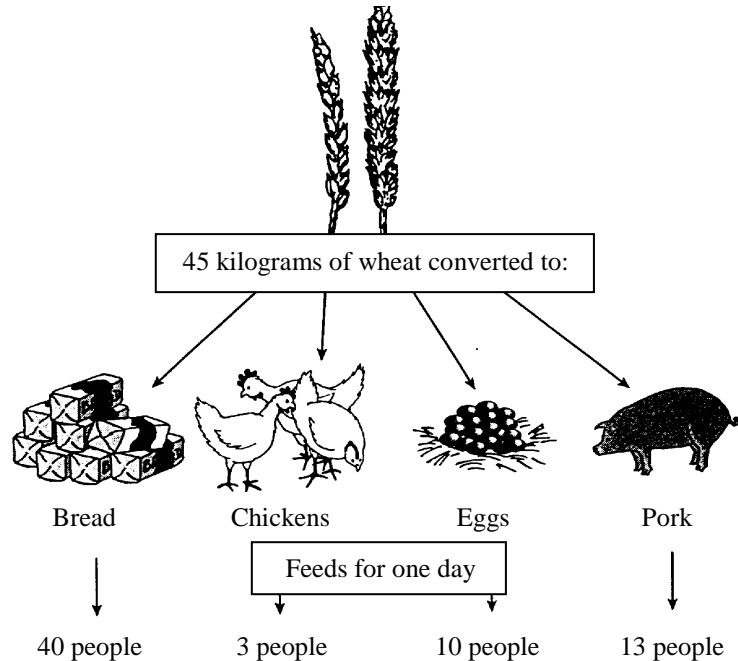 45 kilograms of wheat converted to:
Bread
Chickens
Eggs
Pork
Feeds for one day
40 people
3 people
10 people
13 people